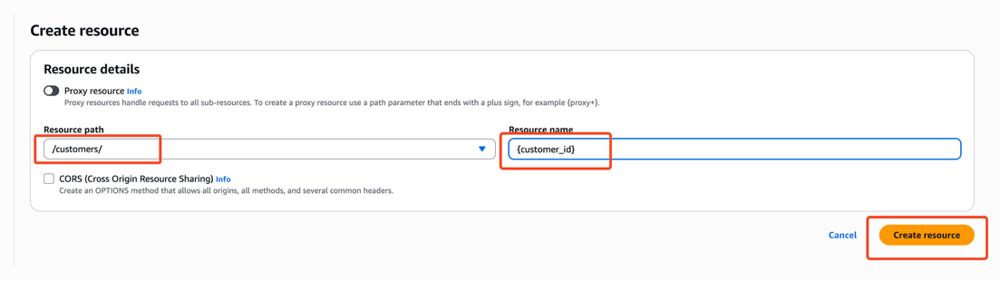 Create resource
Resource details
Proxy resource Info
Proxy resources handle requests to all sub-resources. To create a proxy resource use a path parameter that ends with a plus sign, for example {proxy+}.
Resource path
Resource name
/customers/
{customer_id}
CORS (Cross Origin Resource Sharing) Info
Create an OPTIONS method that allows all origins, all methods, and several common headers.
Cancel
Create resource